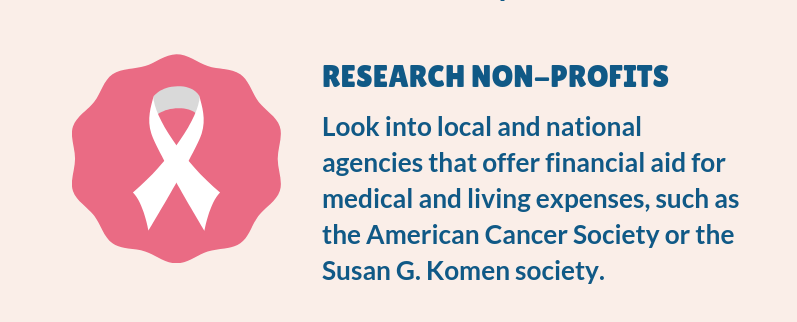 RESEARCH NON–PROFITS
Look into local and national
agencies that offer financial aid for
medical and living expenses, such as
the American Cancer Society or the
Susan G. Komen society.